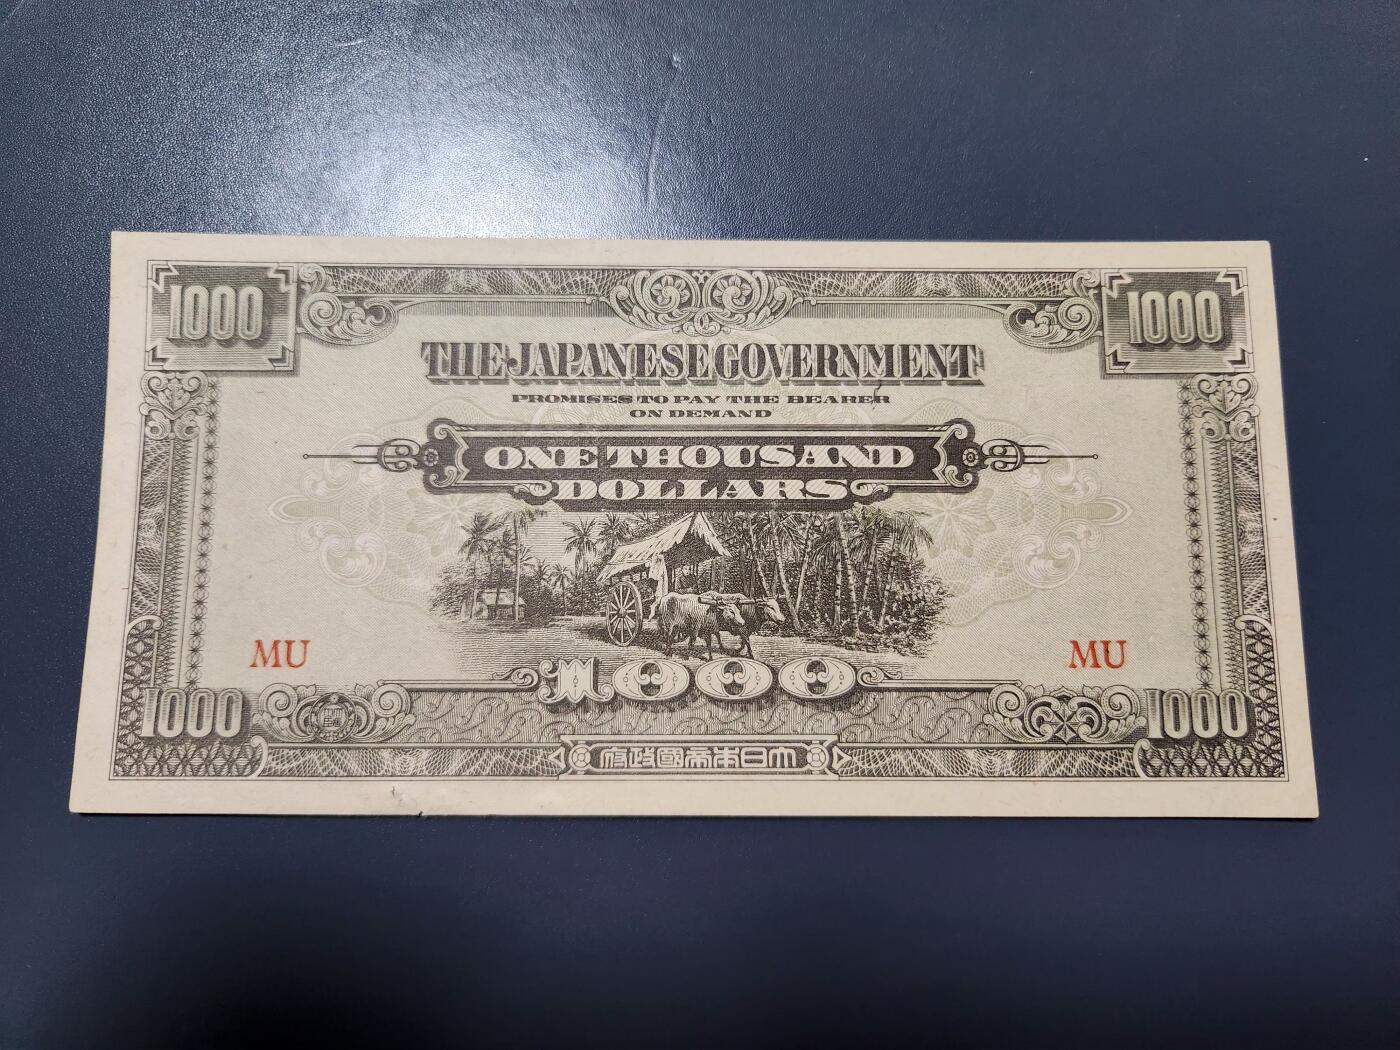 1000 1000
THE JAPANESE GOVERNMENT
PROMISES TO PAY THE BEARER
ON DEMAND
ONE THOUSAND
DOLLARS
MU MU
1000
1000 1000
府政國帝本日大